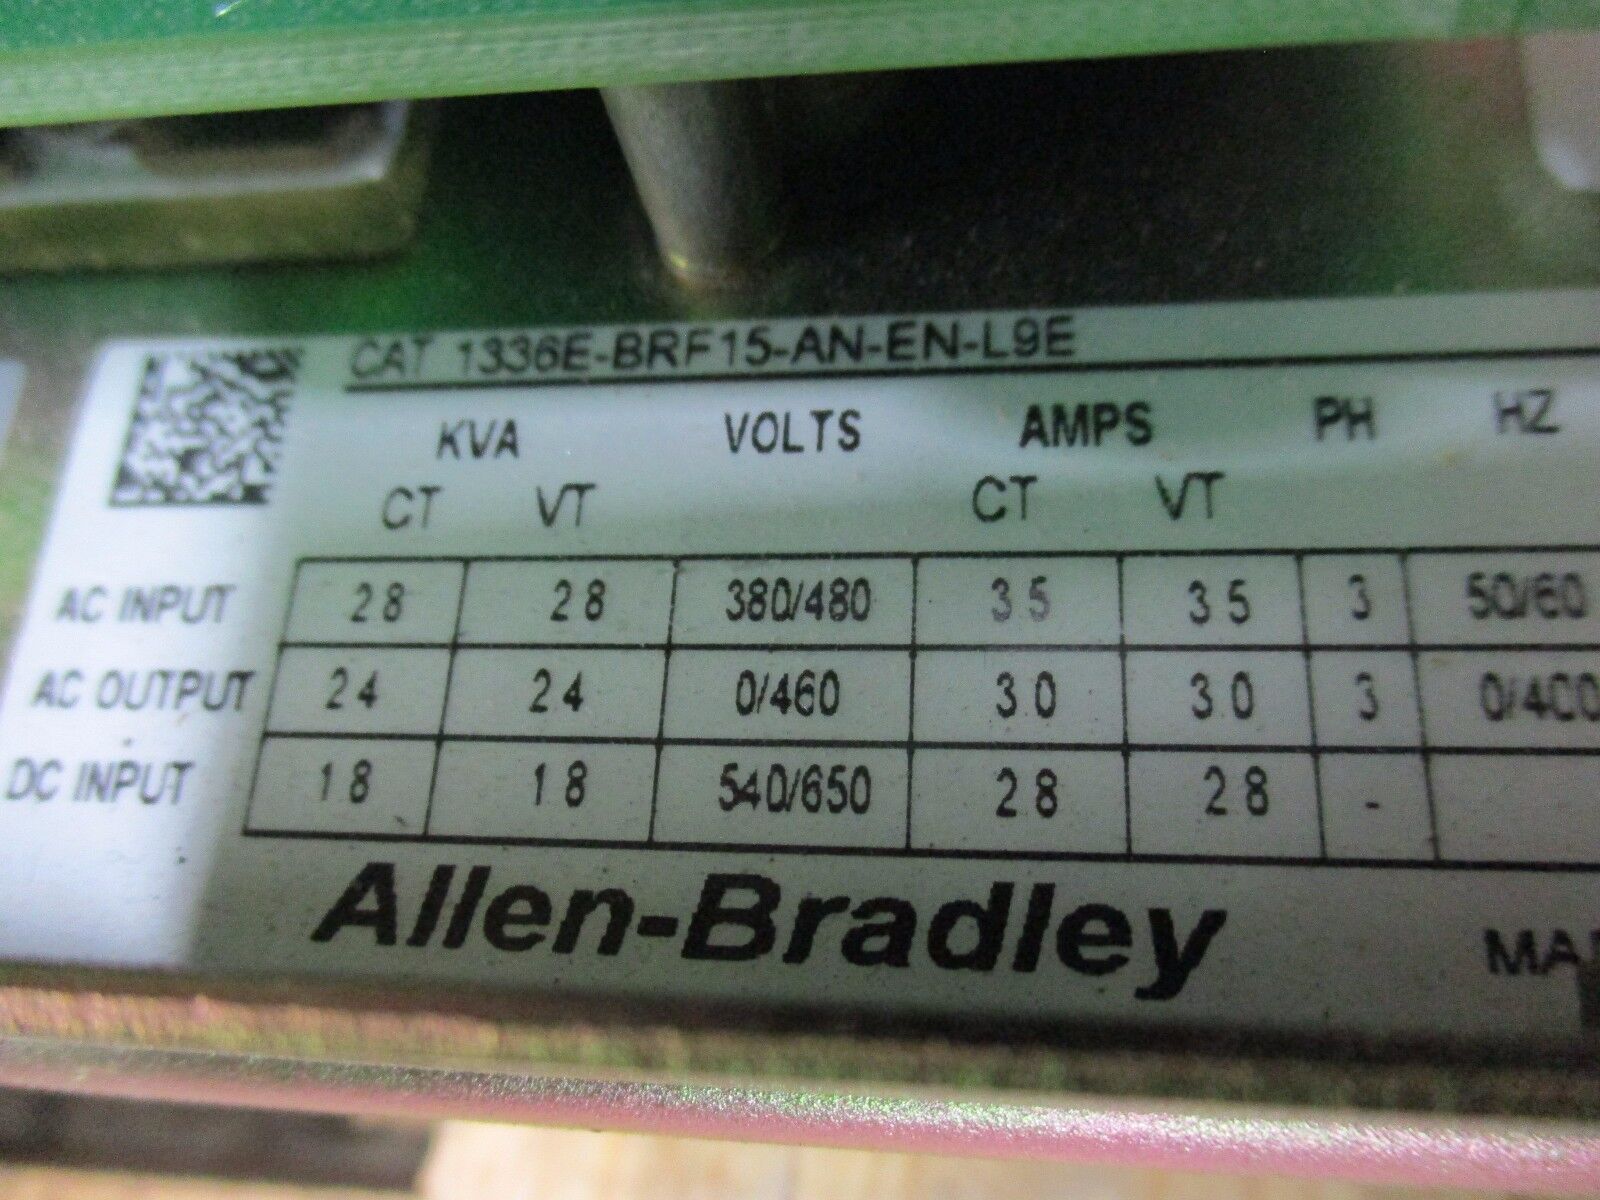 CAT 1336E-BRF15-AN-EN-L9E
KVA VOLTS AMPS PH HZ
CT VT CT VT
AC INPUT 28 28 380/480 35 35 3 50/60
AC OUTPUT 24 24 0/460 30 30 3 0/400
DC INPUT 18 18 540/650 28 28 -
Allen-Bradley